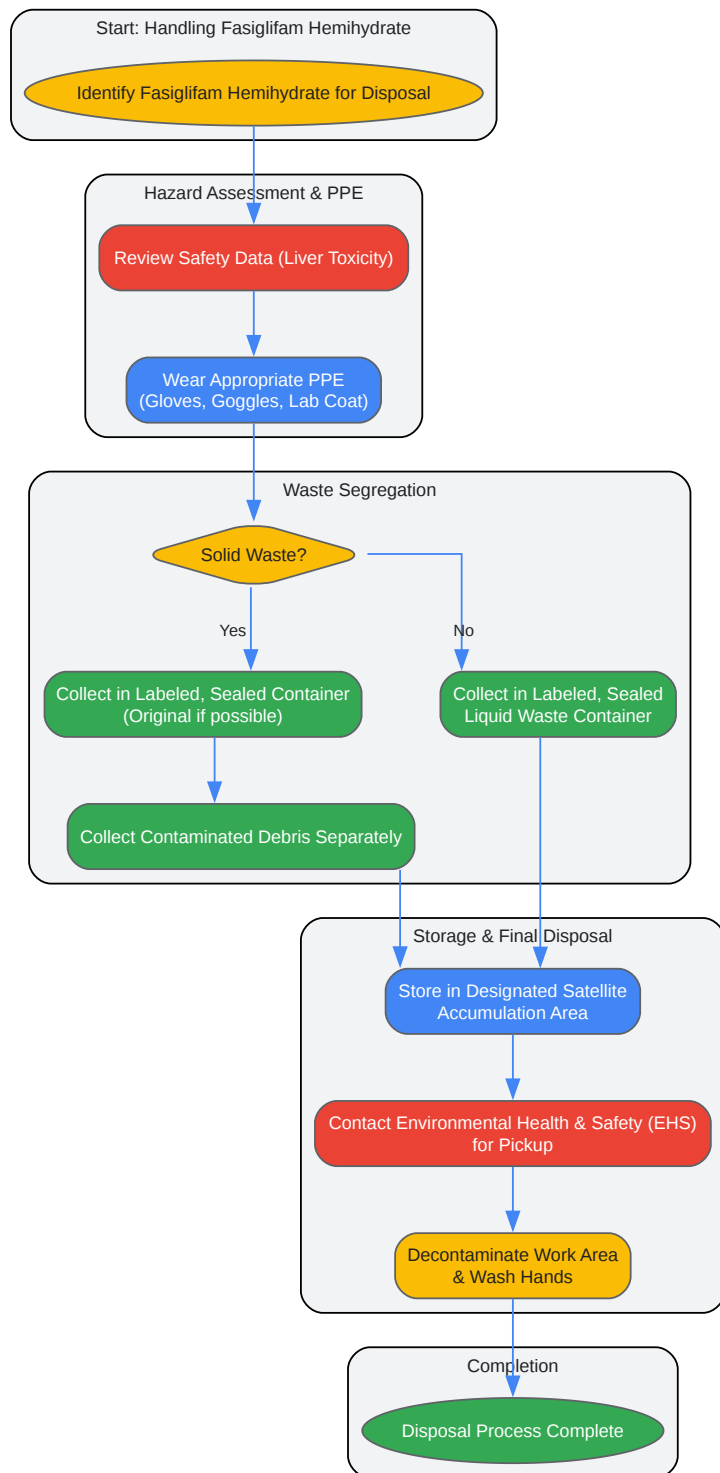 Start: Handling Fasiglifam Hemihydrate
Identify Fasiglifam Hemihydrate for Disposal
Hazard Assessment & PPE
Review Safety Data (Liver Toxicity)
Wear Appropriate PPE
(Gloves, Goggles, Lab Coat)
Waste Segregation
Solid Waste?
Yes
No
Collect in Labeled, Sealed Container
(Original if possible)
Collect in Labeled, Sealed
Liquid Waste Container
Collect Contaminated Debris Separately
Storage & Final Disposal
Store in Designated Satellite
Accumulation Area
Contact Environmental Health & Safety (EHS)
for Pickup
Decontaminate Work Area
& Wash Hands
Completion
Disposal Process Complete